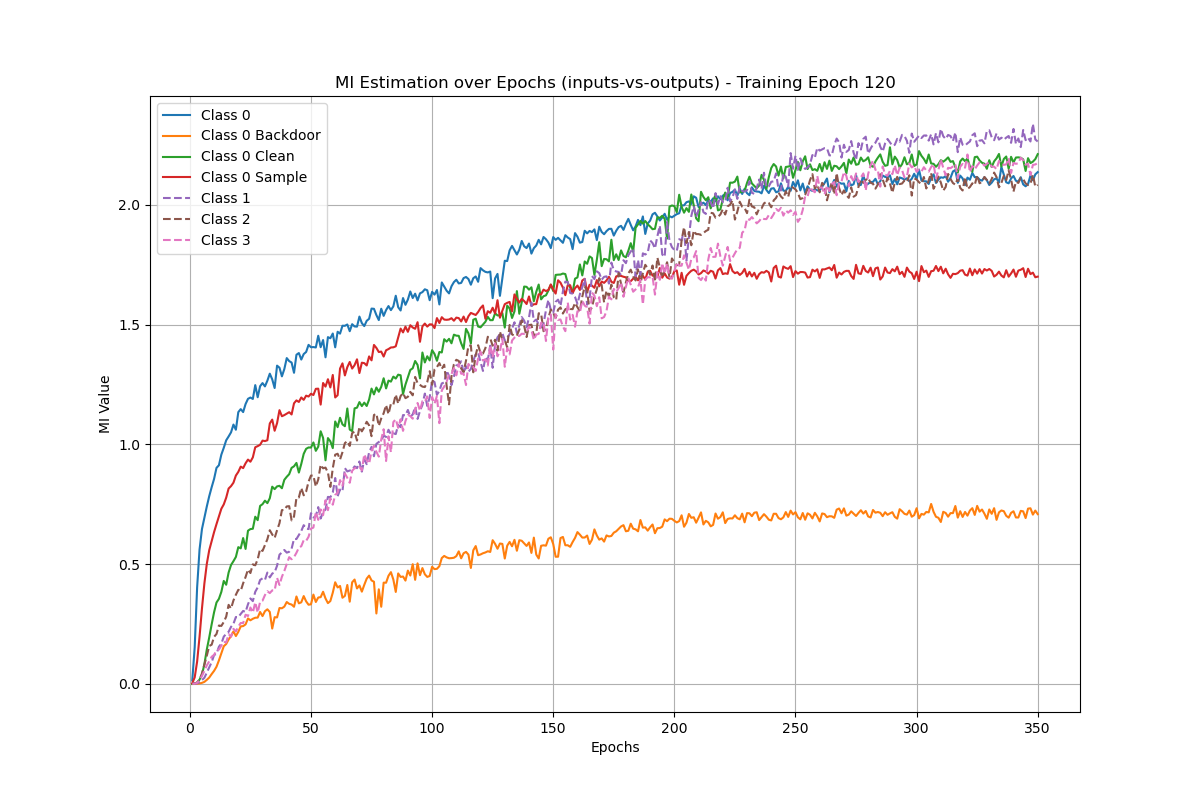 MI Estimation over Epochs (inputs-vs-outputs) - Training Epoch 120
Class 0
Class 0 Backdoor
Class 0 Clean
Class 0 Sample
Class 1
Class 2
Class 3
MI Value
2.0
1.5
1.0
0.5
0.0
0 50 100 150 200 250 300 350
Epochs